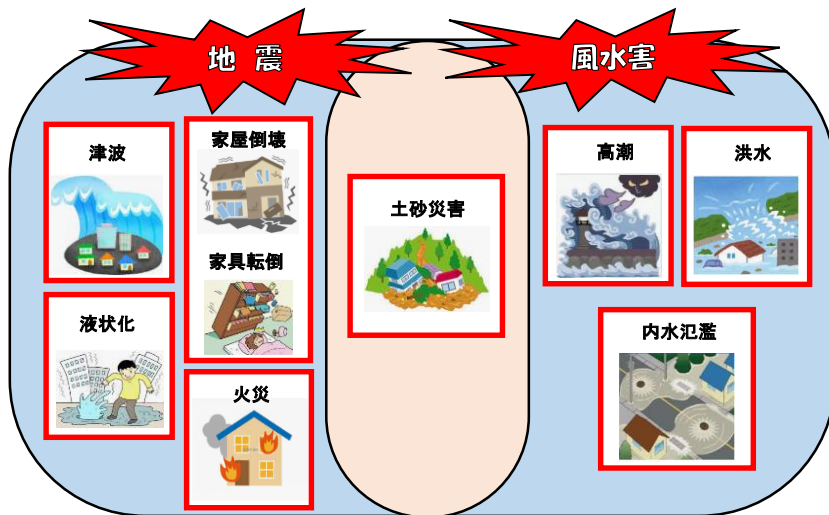 地 震
風水害
津波
家屋倒壊
家具転倒
液状化
火災
土砂災害
高潮
洪水
内水氾濫